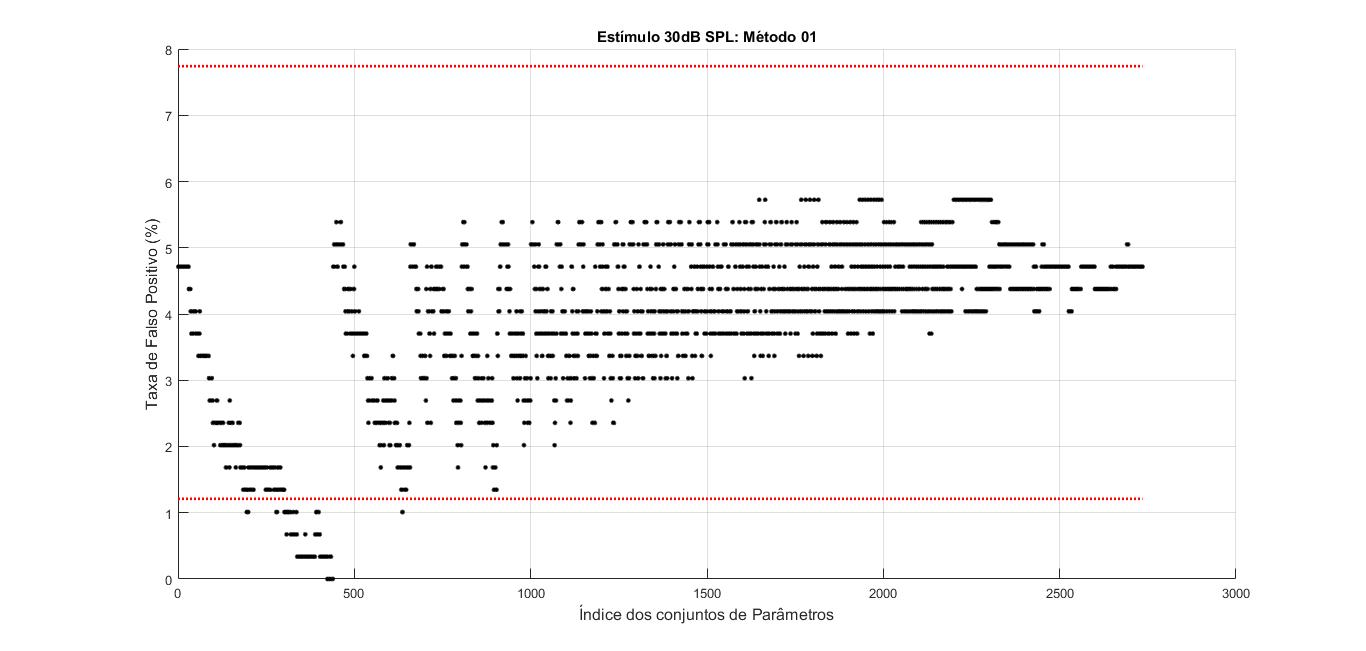 Estímulo 30dB SPL: Método 01
Taxa de Falso Positivo (%)
8
7
6
5
4
3
2
1
0
0 500 1000 1500 2000 2500 3000
Índice dos conjuntos de Parâmetros